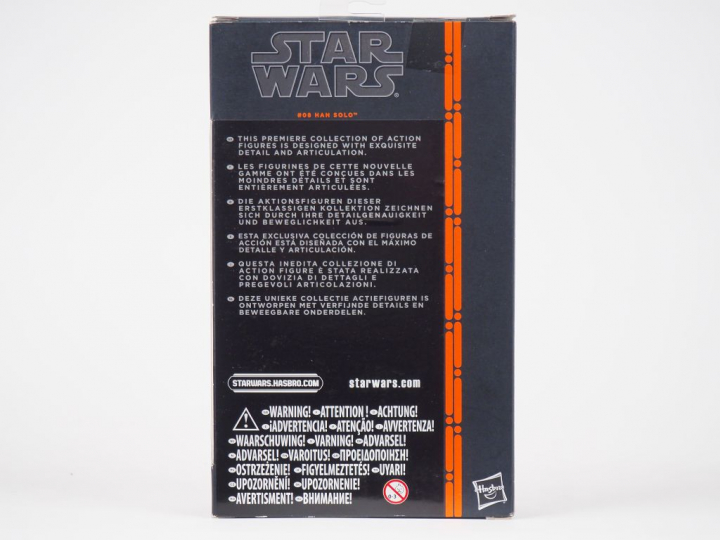 STAR
WARS®
#08 HAN SOLO™
THIS PREMIERE COLLECTION OF ACTION
FIGURES IS DESIGNED WITH EXQUISITE
DETAIL AND ARTICULATION.
LES FIGURINES DE CETTE NOUVELLE
GAMME ONT ÉTÉ CONÇUES DANS LES
MOINDRES DÉTAILS ET SONT
ENTIÈREMENT ARTICULÉES.
DIE AKTIONSFIGUREN DIESER
ERSTKLASSIGEN KOLLEKTION ZEICHNEN
SICH DURCH IHRE DETAILGENAUIGKEIT
UND BEWEGLICHKEIT AUS.
ESTA EXCLUSIVA COLECCIÓN DE FIGURAS DE
ACCIÓN ESTÁ DISEÑADA CON EL MÁXIMO
DETALLE Y ARTICULACIÓN.
QUESTA INEDITA COLLEZIONE DI
ACTION FIGURE È STATA REALIZZATA
CON DOVIZIA DI DETTAGLI E
PREGEVOLI ARTICOLAZIONI.
DEZE UNIEKE COLLECTIE ACTIEFIGUREN IS
ONTWORPEN MET VERFIJNDE DETAILS EN
BEWEEGBARE ONDERDELEN.
STARWARS.HASBRO.COM starwars.com
WARNING! ATTENTION! ACHTUNG!
¡ADVERTENCIA! ATENÇÃO! AVVERTENZA!
WAARSCHUWING! VARNING! ADVARSEL!
ADVARSEL! VAROITUS! ΠΡΟΕΙΔΟΠΟΙΗΣΗ!
OSTRZEŻENIE! FIGYELMEZTETÉS! UYARI!
UPOZORNĚNÍ! UPOZORNENIE! 0-3
AVERTISMENT! ВНИМАНИЕ!
Hasbro